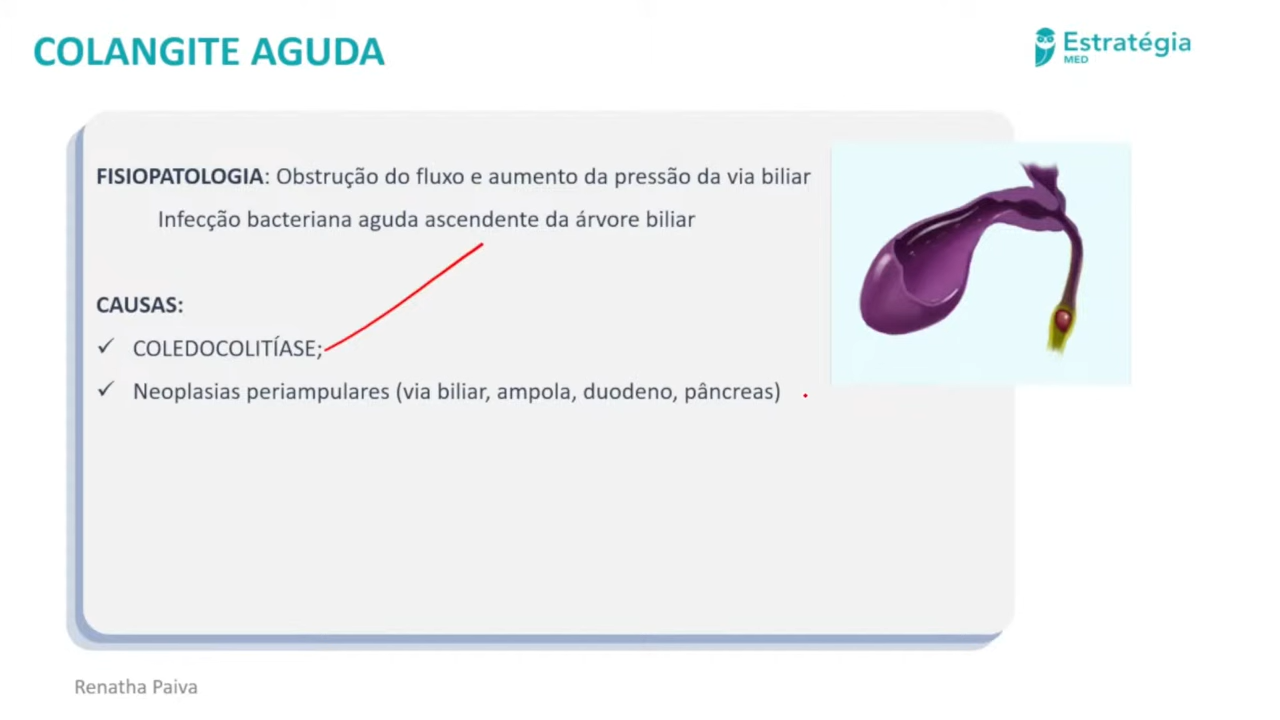 COLANGITE AGUDA
Estratégia
MED
FISIOPATOLOGIA: Obstrução do fluxo e aumento da pressão da via biliar
Infecção bacteriana aguda ascendente da árvore biliar
CAUSAS:
✓ COLEDOCOLITÍASE;
✓ Neoplasias periampulares (via biliar, ampola, duodeno, pâncreas)
Renatha Paiva